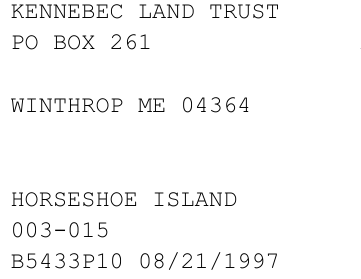 KENNEBEC LAND TRUST
PO BOX 261
WINTHROP ME 04364
HORSESHOE ISLAND
003-015
B5433P10 08/21/1997